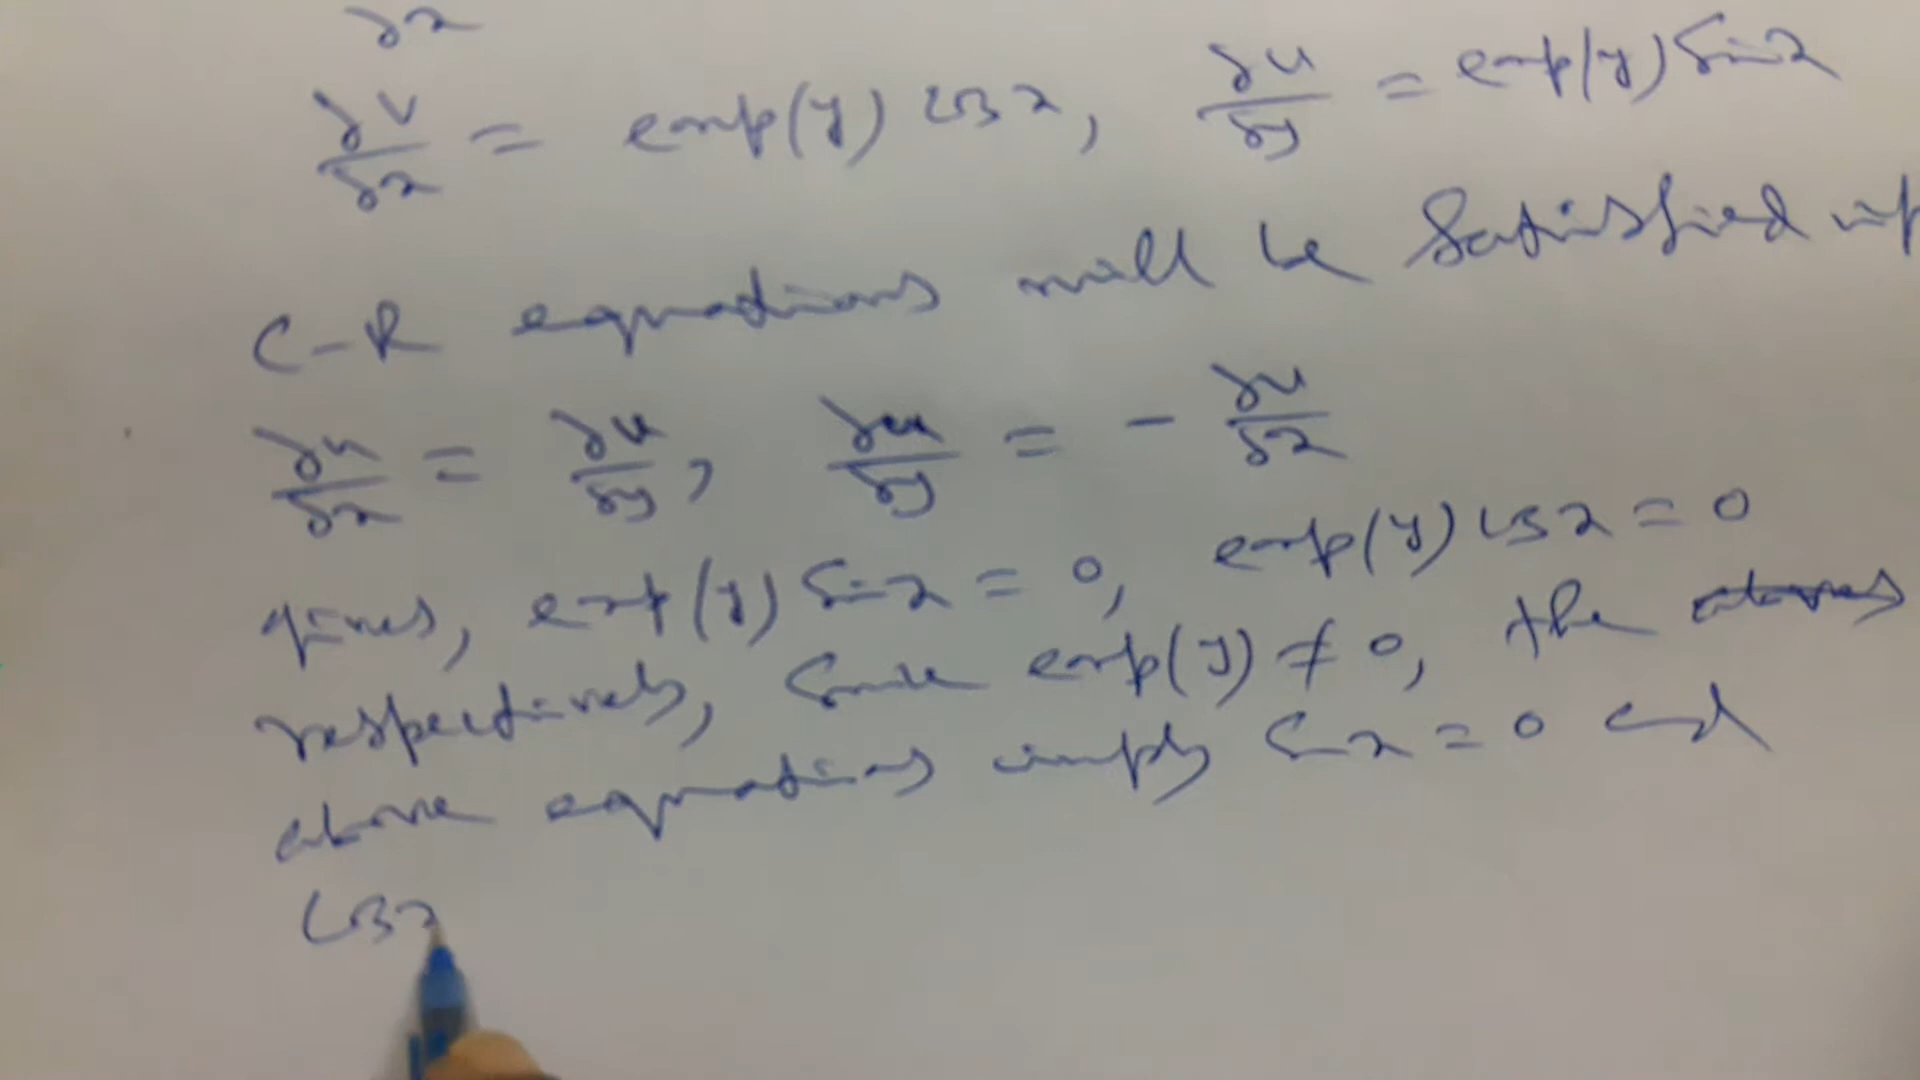 ∂x
∂v/∂x = exp(y) cos x, ∂v/∂y = exp(y) sin x
C-R equations will be satisfied if
∂u/∂x = ∂v/∂y, ∂u/∂y = - ∂v/∂x
gives, exp(y) sin x = 0, exp(y) cos x = 0
respectively, Since exp(y) ≠ 0, the
above equations imply sin x = 0 and
cos x